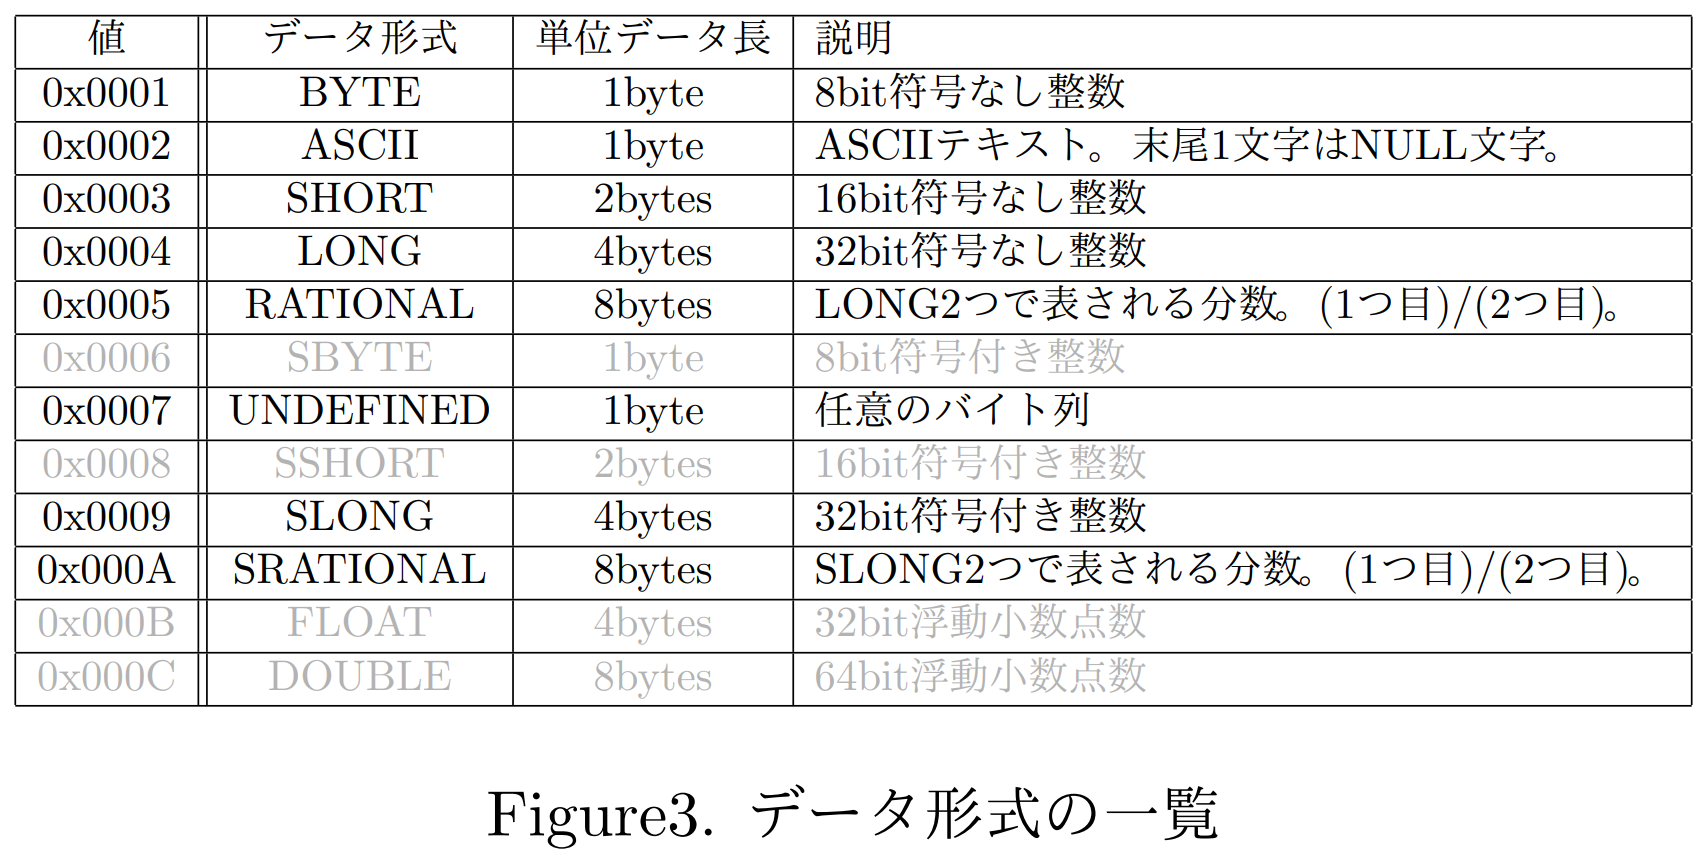 値 データ形式 単位データ長 説明
0x0001 BYTE 1byte 8bit符号なし整数
0x0002 ASCII 1byte ASCIIテキスト。末尾1文字はNULL文字。
0x0003 SHORT 2bytes 16bit符号なし整数
0x0004 LONG 4bytes 32bit符号なし整数
0x0005 RATIONAL 8bytes LONG2つで表される分数。(1つ目)/(2つ目)。
0x0006 SBYTE 1byte 8bit符号付き整数
0x0007 UNDEFINED 1byte 任意のバイト列
0x0008 SSHORT 2bytes 16bit符号付き整数
0x0009 SLONG 4bytes 32bit符号付き整数
0x000A SRATIONAL 8bytes SLONG2つで表される分数。(1つ目)/(2つ目)。
0x000B FLOAT 4bytes 32bit浮動小数点数
0x000C DOUBLE 8bytes 64bit浮動小数点数
Figure3. データ形式の一覧